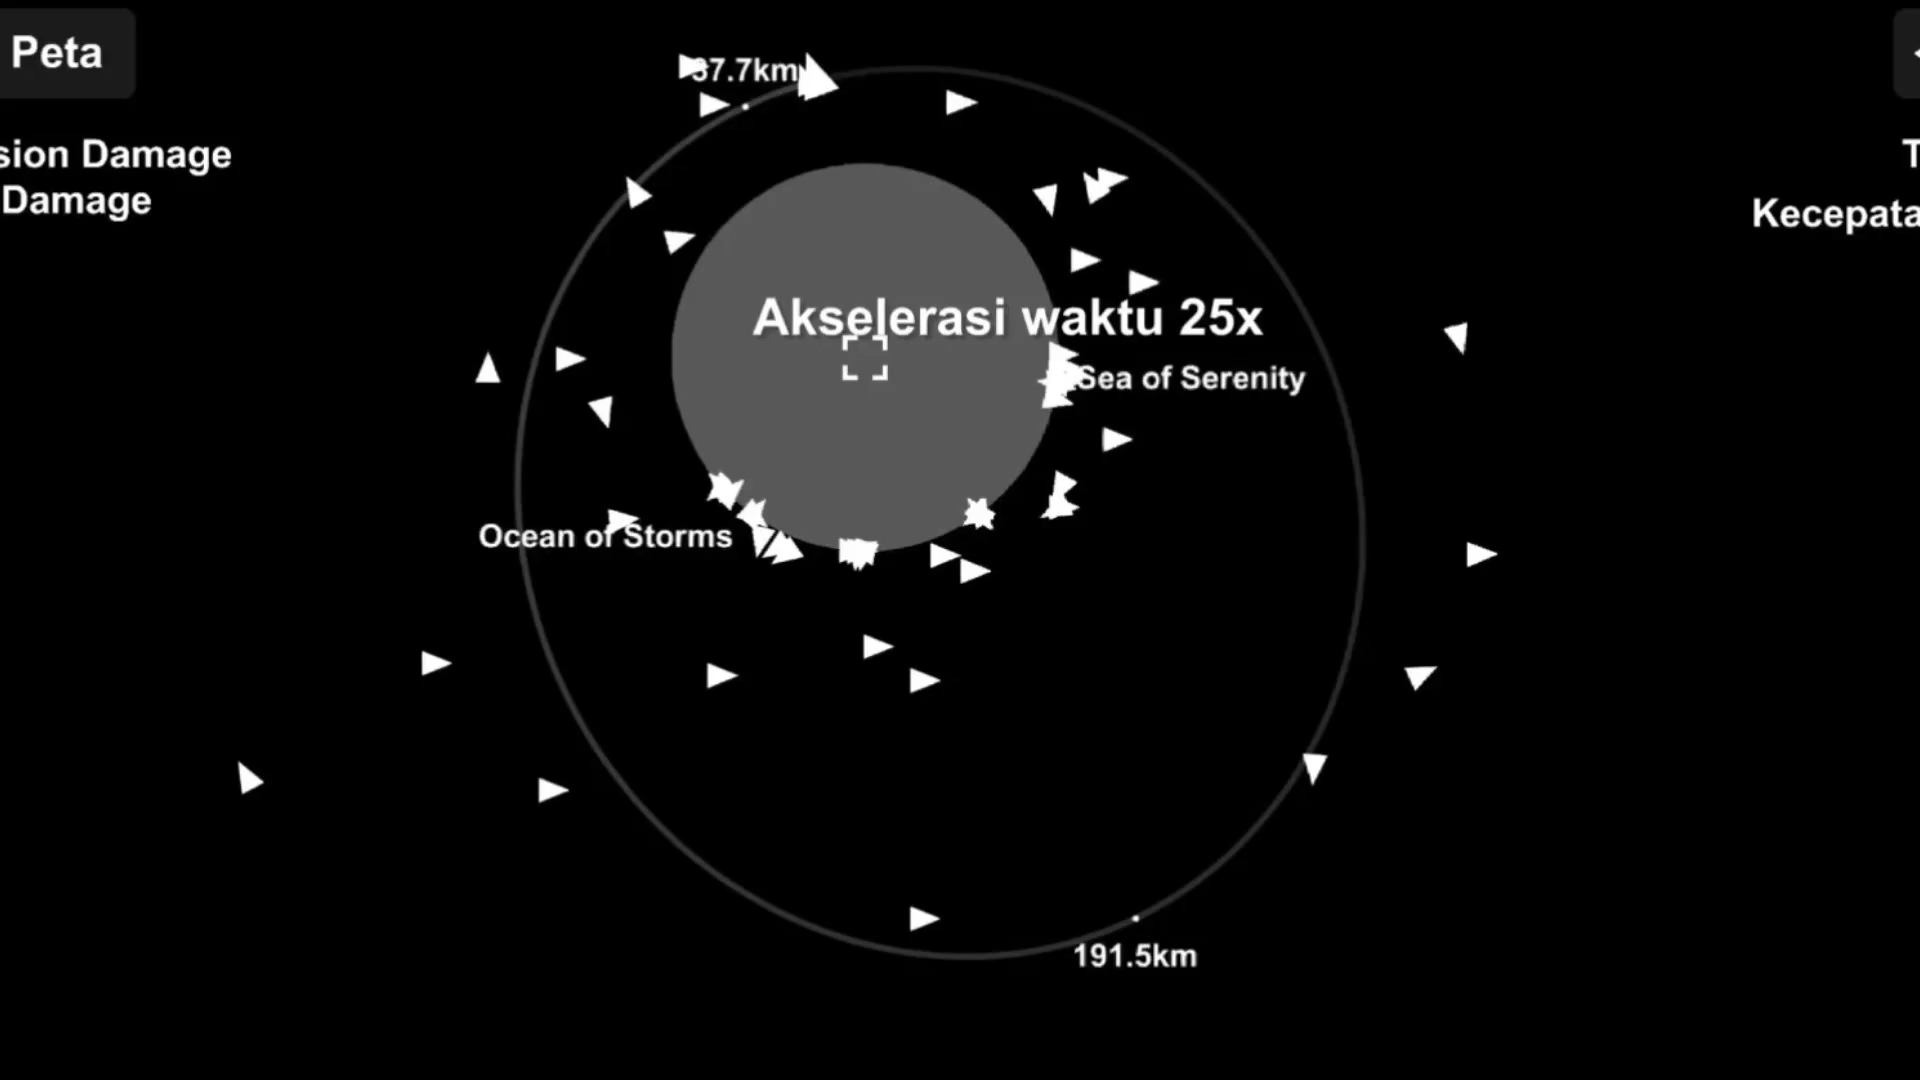 Peta
37.7km
sion Damage
Damage
T
Kecepata
Akselerasi waktu 25x
Sea of Serenity
Ocean of Storms
191.5km